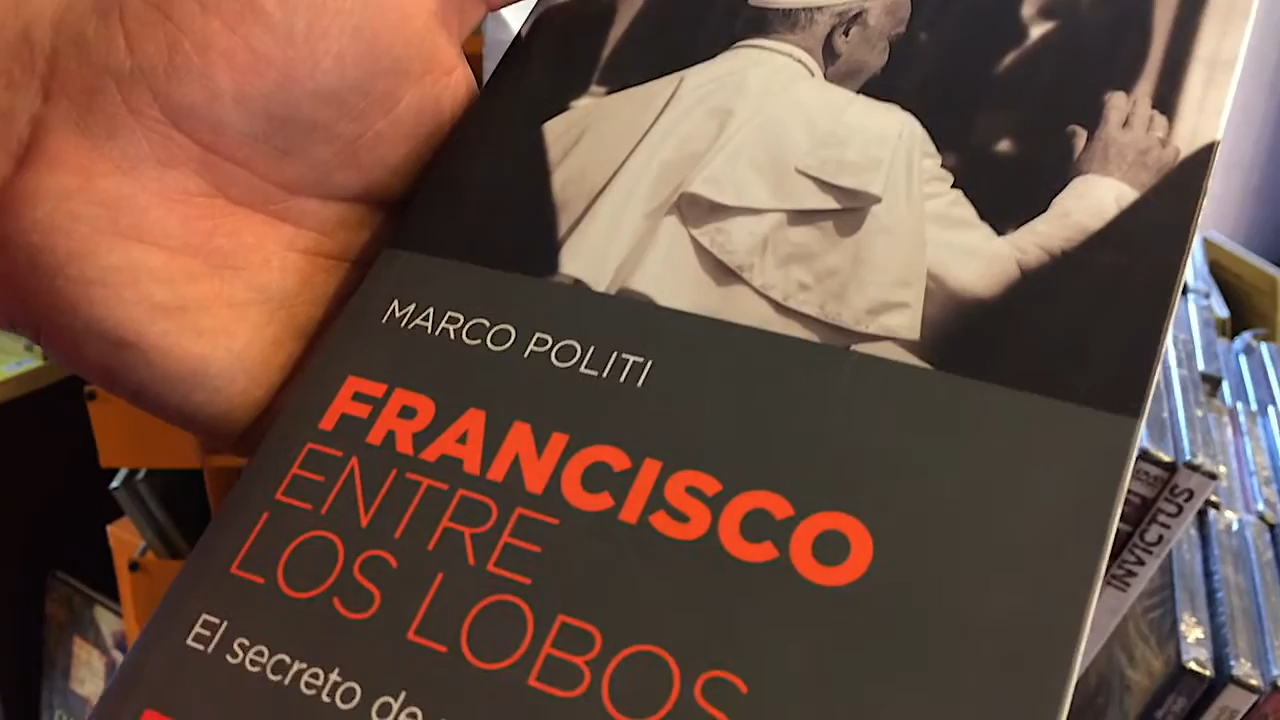 MARCO POLITI
FRANCISCO
ENTRE
LOS LOBOS
El secreto de
INVICTUS